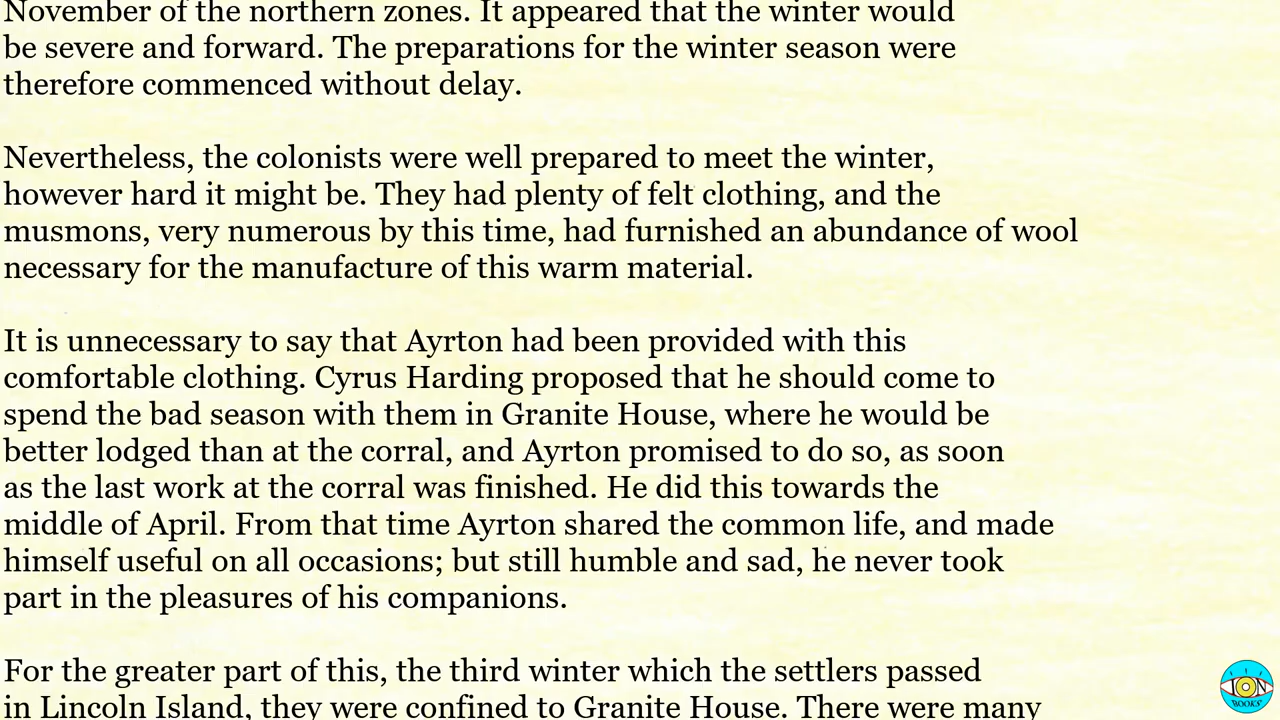 November of the northern zones. It appeared that the winter would
be severe and forward. The preparations for the winter season were
therefore commenced without delay.
Nevertheless, the colonists were well prepared to meet the winter,
however hard it might be. They had plenty of felt clothing, and the
musmons, very numerous by this time, had furnished an abundance of wool
necessary for the manufacture of this warm material.
It is unnecessary to say that Ayrton had been provided with this
comfortable clothing. Cyrus Harding proposed that he should come to
spend the bad season with them in Granite House, where he would be
better lodged than at the corral, and Ayrton promised to do so, as soon
as the last work at the corral was finished. He did this towards the
middle of April. From that time Ayrton shared the common life, and made
himself useful on all occasions; but still humble and sad, he never took
part in the pleasures of his companions.
For the greater part of this, the third winter which the settlers passed
in Lincoln Island, they were confined to Granite House. There were many
ION
BOOKS